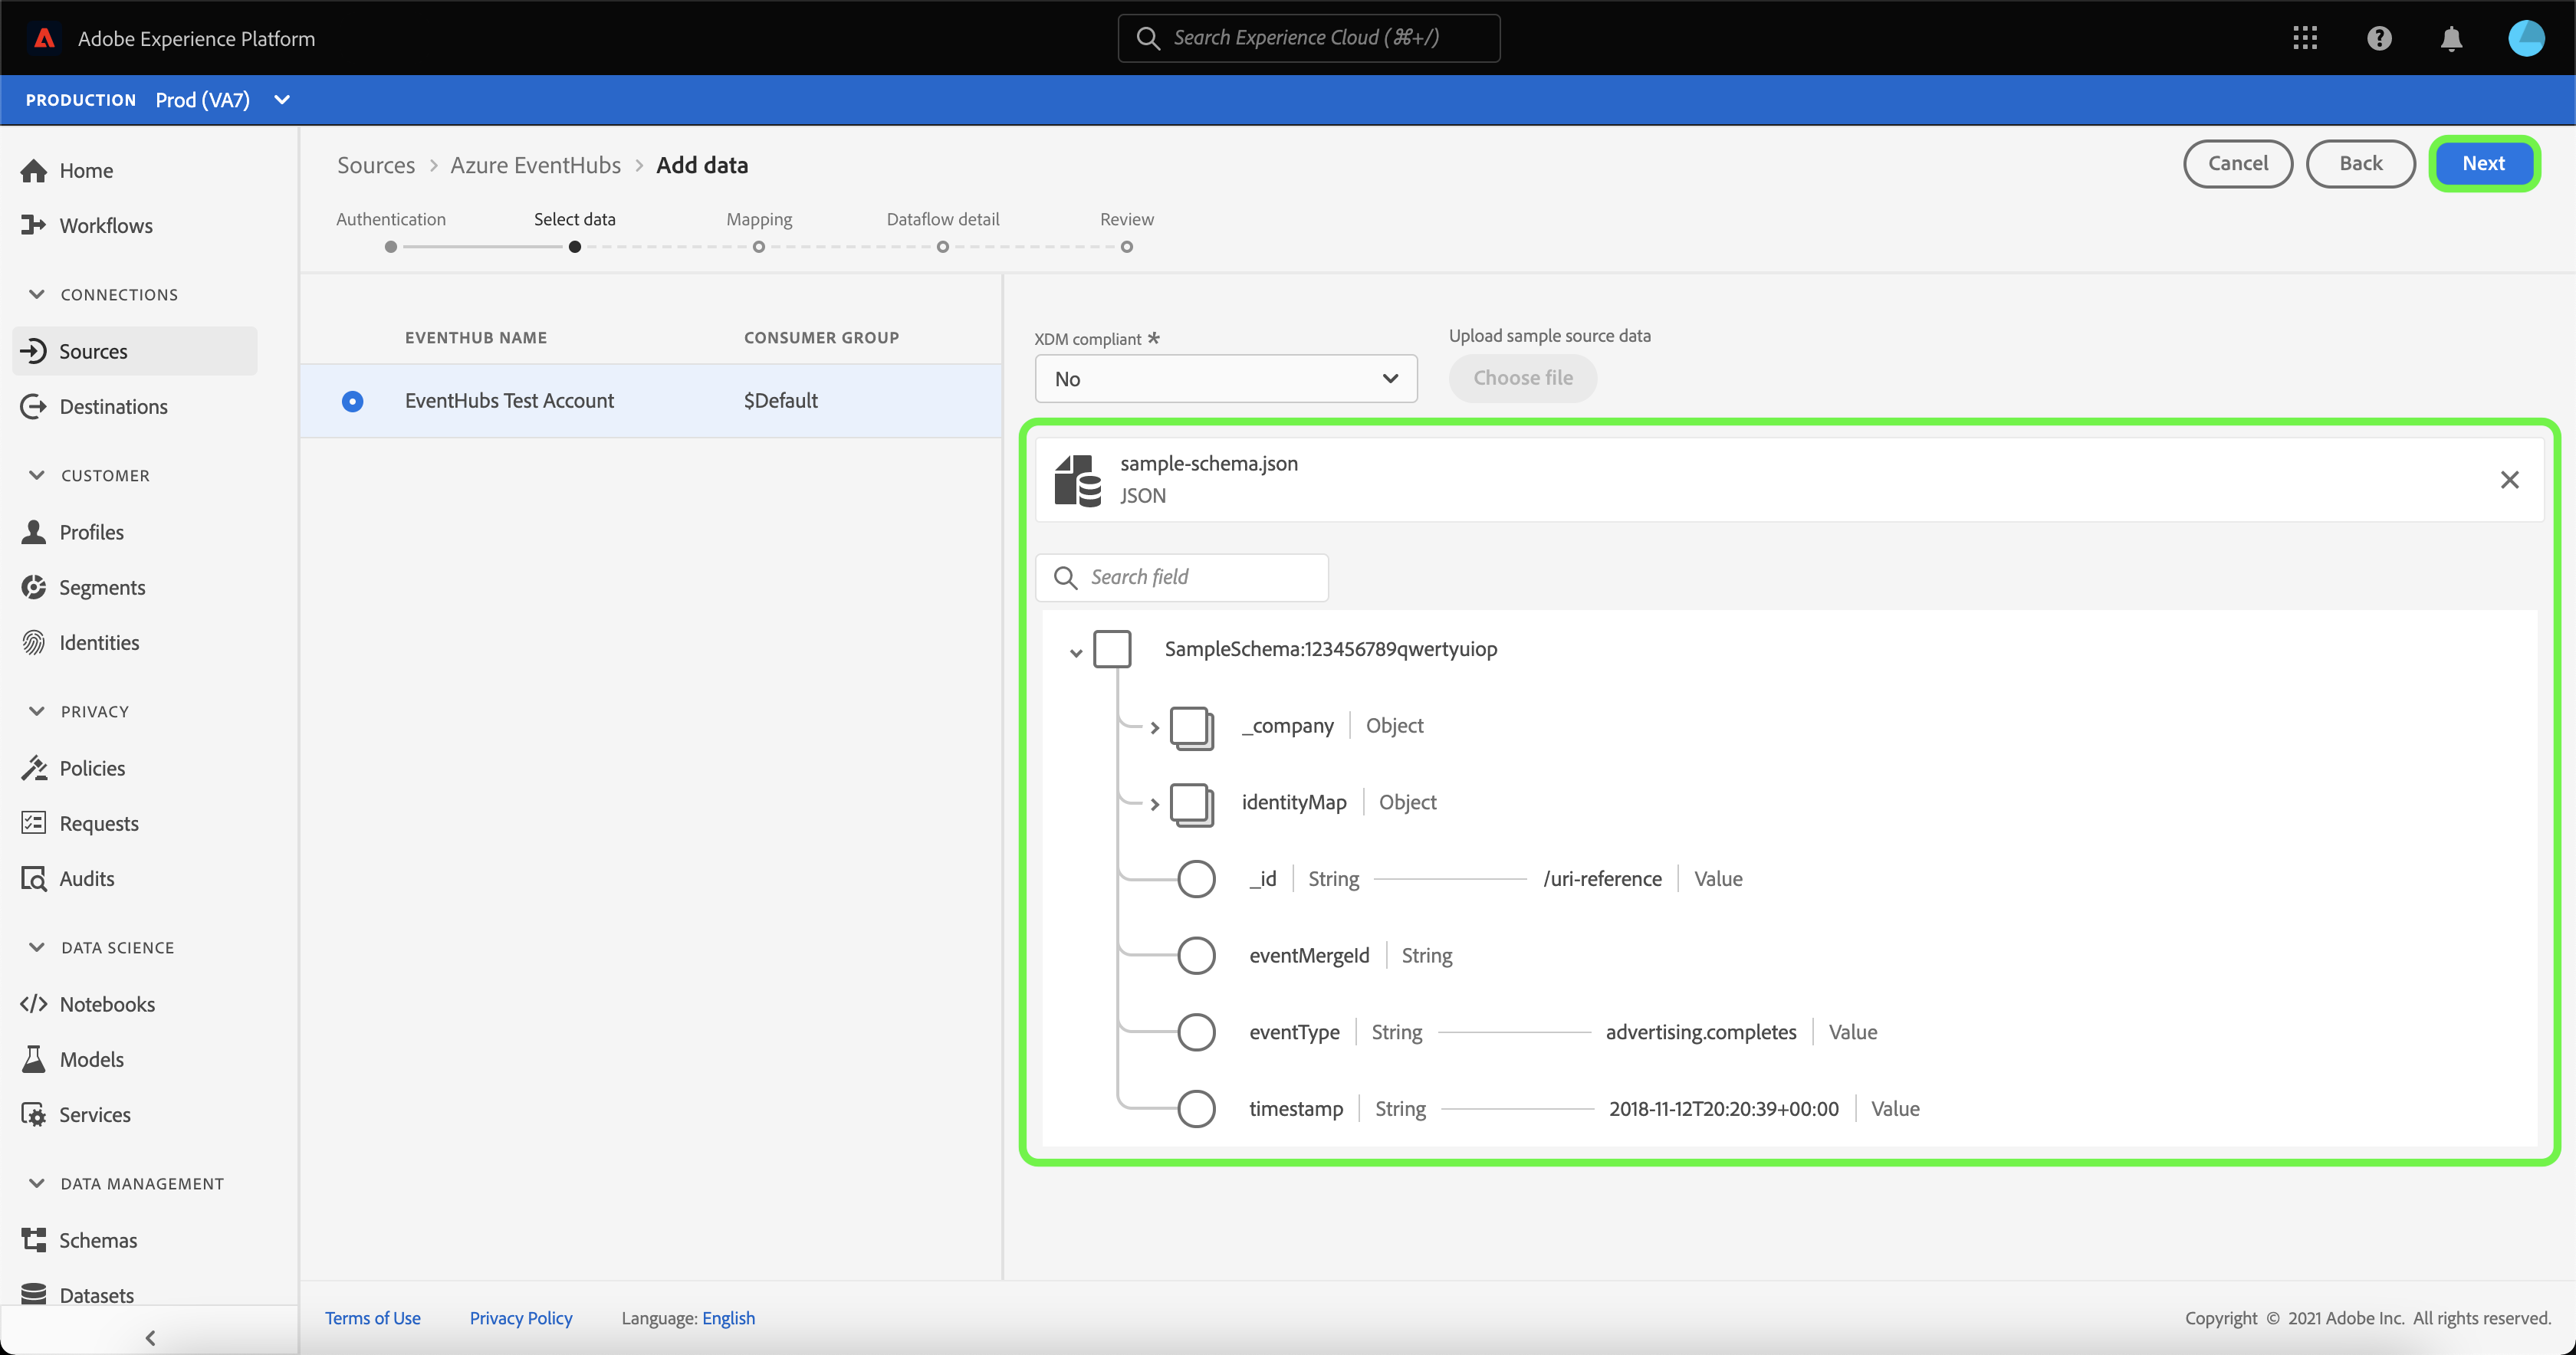 Adobe Experience Platform
Search Experience Cloud (⌘+/)
PRODUCTION Prod (VA7)
Home
Workflows
CONNECTIONS
Sources
Destinations
CUSTOMER
Profiles
Segments
Identities
PRIVACY
Policies
Requests
Audits
DATA SCIENCE
Notebooks
Models
Services
DATA MANAGEMENT
Schemas
Datasets
Sources > Azure EventHubs > Add data
Cancel Back Next
Authentication Select data Mapping Dataflow detail Review
EVENTHUB NAME CONSUMER GROUP
EventHubs Test Account $Default
XDM compliant *
No
Upload sample source data
Choose file
sample-schema.json
JSON
Search field
SampleSchema:123456789qwertyuiop
_company | Object
identityMap | Object
_id | String /uri-reference | Value
eventMergeId | String
eventType | String advertising.completes | Value
timestamp | String 2018-11-12T20:20:39+00:00 | Value
Terms of Use Privacy Policy Language: English Copyright © 2021 Adobe Inc. All rights reserved.